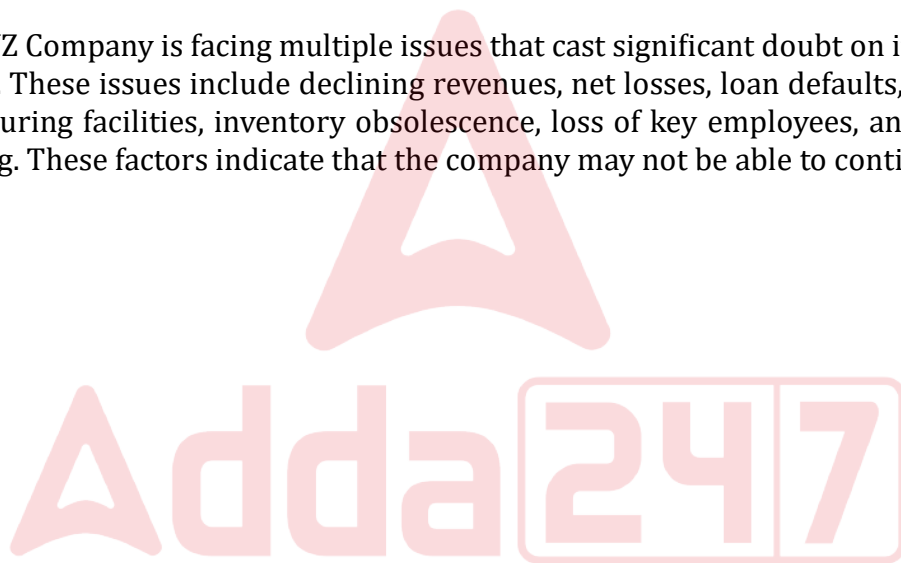 YZ Company is facing multiple issues that cast significant doubt on i
. These issues include declining revenues, net losses, loan defaults,
uring facilities, inventory obsolescence, loss of key employees, an
g. These factors indicate that the company may not be able to conti
Adda247